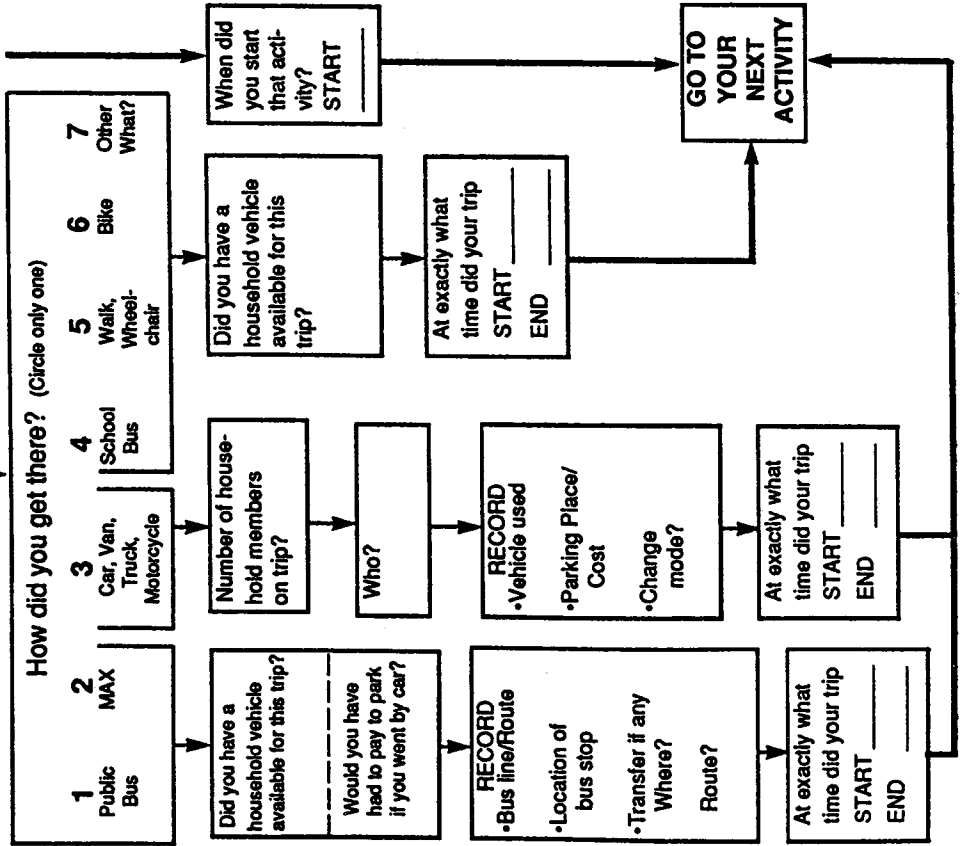 How did you get there? (Circle only one)
1
Public
Bus
2
MAX
3
Car, Van,
Truck,
Motorcycle
4
School
Bus
5
Walk,
Wheel-
chair
6
Bike
7
Other
What?
Did you have a
household vehicle
available for this trip?
Would you have
had to pay to park
if you went by car?
RECORD
•Bus line/Route
•Location of
bus stop
•Transfer if any
Where?
Route?
At exactly what
time did your trip
START
END
Number of house-
hold members
on trip?
Who?
RECORD
•Vehicle used
•Parking Place/
Cost
•Change
mode?
At exactly what
time did your trip
START
END
Did you have a
household vehicle
available for this
trip?
At exactly what
time did your trip
START
END
When did
you start
that acti-
vity?
START
GO TO
YOUR
NEXT
ACTIVITY